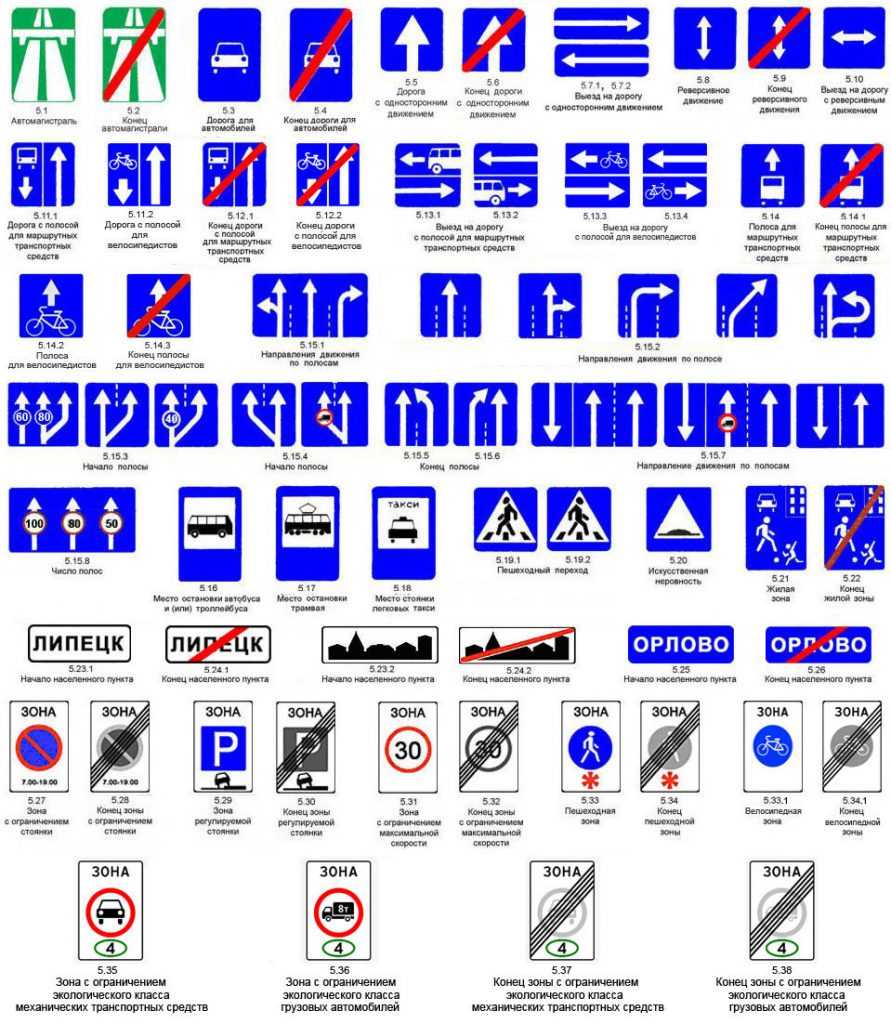 5.1
Автомагистраль
5.2
Конец
автомагистрали
5.3
Дорога для
автомобилей
5.4
Конец дороги для
автомобилей
5.5
Дорога
с односторонним
движением
5.6
Конец дороги
с односторонним
движением
5.7.1, 5.7.2
Выезд на дорогу
с односторонним движением
5.8
Реверсивное
движение
5.9
Конец
реверсивного
движения
5.10
Выезд на дорогу
с реверсивным
движением
5.11.1
Дорога с полосой
для маршрутных
транспортных
средств
5.11.2
Дорога с полосой
для
велосипедистов
5.12.1
Конец дороги
с полосой
для маршрутных
транспортных
средств
5.12.2
Конец дороги
с полосой для
велосипедистов
5.13.1
5.13.2
Выезд на дорогу
с полосой для маршрутных
транспортных средств
5.13.3
5.13.4
Выезд на дорогу
с полосой для велосипедистов
5.14
Полоса для
маршрутных
транспортных
средств
5.14 1
Конец полосы для
маршрутных
транспортных
средств
5.14.2
Полоса
для велосипедистов
5.14.3
Конец полосы
для велосипедистов
5.15.1
Направления движения
по полосам
5.15.2
Направления движения по полосе
60
80
40
5.15.3
Начало полосы
5.15.4
Начало полосы
5.15.5
5.15.6
Конец полосы
5.15.7
Направление движения по полосам
100
80
50
5.15.8
Число полос
5.16
Место остановки автобуса
и (или) троллейбуса
5.17
Место остановки
трамвая
ТАКСИ
5.18
Место стоянки
легковых такси
5.19.1
5.19.2
Пешеходный переход
5.20
Искусственная
неровность
5.21
Жилая
зона
5.22
Конец
жилой зоны
ЛИПЕЦК
5.23.1
Начало населенного пункта
ЛИПЕЦК
5.24.1
Конец населенного пункта
5.23.2
Начало населенного пункта
5.24.2
Конец населенного пункта
ОРЛОВО
5.25
Начало населенного пункта
ОРЛОВО
5.26
Конец населенного пункта
ЗОНА
7.00-19.00
5.27
Зона
с ограничением
стоянки
ЗОНА
7.00-19.00
5.28
Конец зоны
с ограничением
стоянки
ЗОНА
P
5.29
Зона
регулируемой
стоянки
ЗОНА
P
5.30
Конец зоны
регулируемой
стоянки
ЗОНА
30
5.31
Зона
с ограничением
максимальной
скорости
ЗОНА
30
5.32
Конец зоны
с ограничением
максимальной
скорости
ЗОНА
5.33
Пешеходная
зона
ЗОНА
5.34
Конец
пешеходной
зоны
ЗОНА
5.33.1
Велосипедная
зона
ЗОНА
5.34.1
Конец
велосипедной
зоны
ЗОНА
4
5.35
Зона с ограничением
экологического класса
механических транспортных средств
ЗОНА
8т
4
5.36
Зона с ограничением
экологического класса
грузовых автомобилей
ЗОНА
4
5.37
Конец зоны с ограничением
экологического класса
механических транспортных средств
ЗОНА
4
5.38
Конец зоны с ограничением
экологического класса
грузовых автомобилей